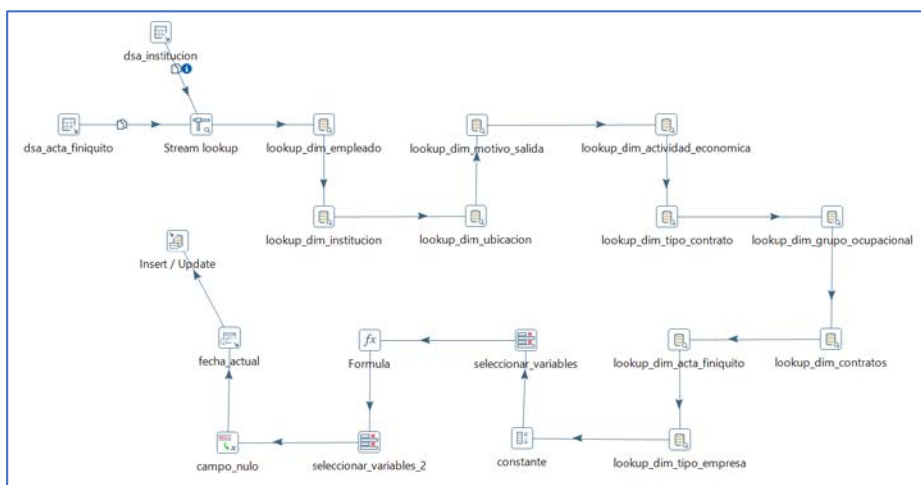 dsa_institucion
dsa_acta_finiquito
Stream lookup
lookup_dim_empleado
lookup_dim_motivo_salida
lookup_dim_actividad_economica
lookup_dim_institucion
lookup_dim_ubicacion
lookup_dim_tipo_contrato
lookup_dim_grupo_ocupacional
Insert / Update
fecha_actual
Formula
seleccionar_variables
lookup_dim_acta_finiquito
lookup_dim_contratos
campo_nulo
seleccionar_variables_2
constante
lookup_dim_tipo_empresa